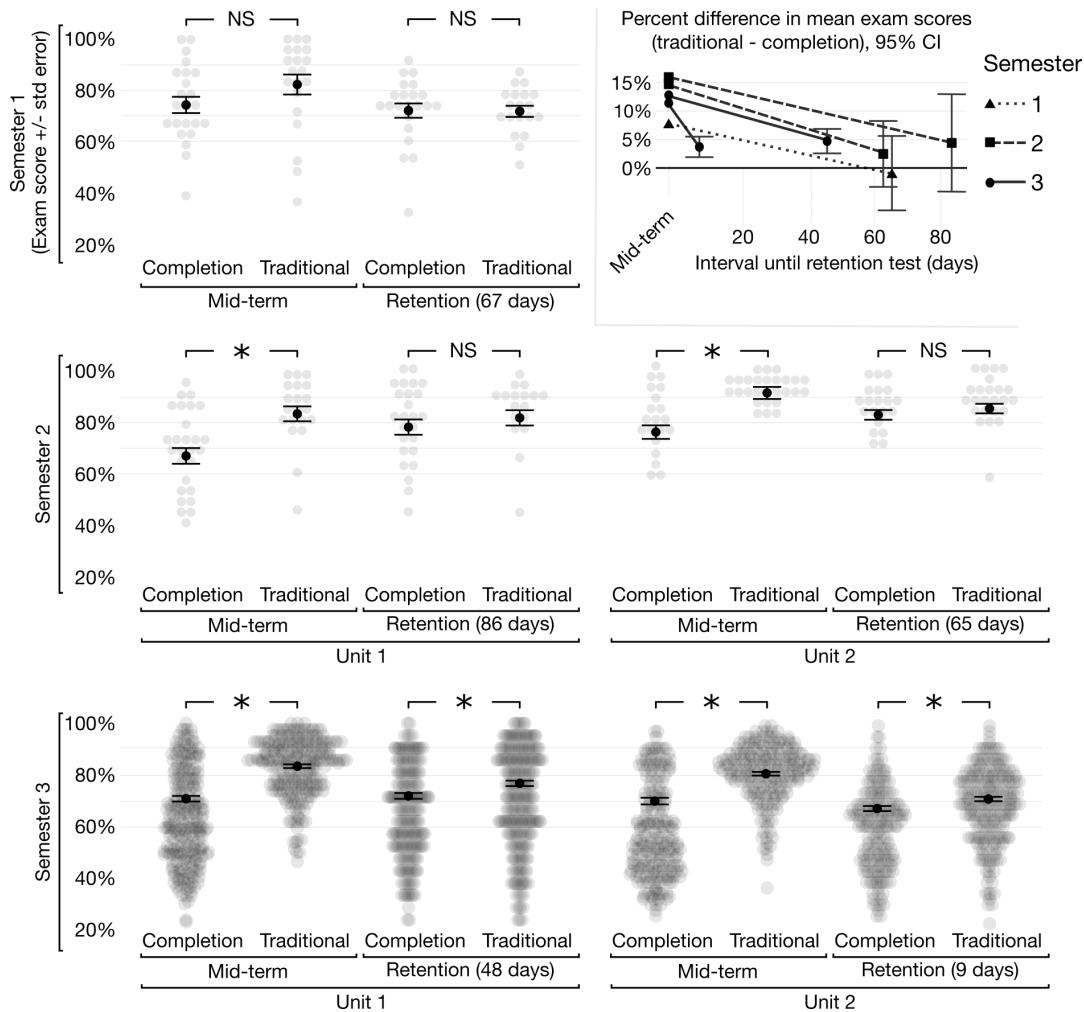 Semester 1
(Exam score +/- std error)
100%
80%
60%
40%
20%
NS
NS
Completion Traditional Completion Traditional
Mid-term Retention (67 days)
Percent difference in mean exam scores
(traditional - completion), 95% CI
15%
10%
5%
0%
Mid-term
20 40 60 80
Interval until retention test (days)
Semester
1
2
3
Semester 2
100%
80%
60%
40%
20%
* NS * NS
Completion Traditional Completion Traditional Completion Traditional Completion Traditional
Mid-term Retention (86 days) Mid-term Retention (65 days)
Unit 1 Unit 2
Semester 3
100%
80%
60%
40%
20%
* * * *
Completion Traditional Completion Traditional Completion Traditional Completion Traditional
Mid-term Retention (48 days) Mid-term Retention (9 days)
Unit 1 Unit 2